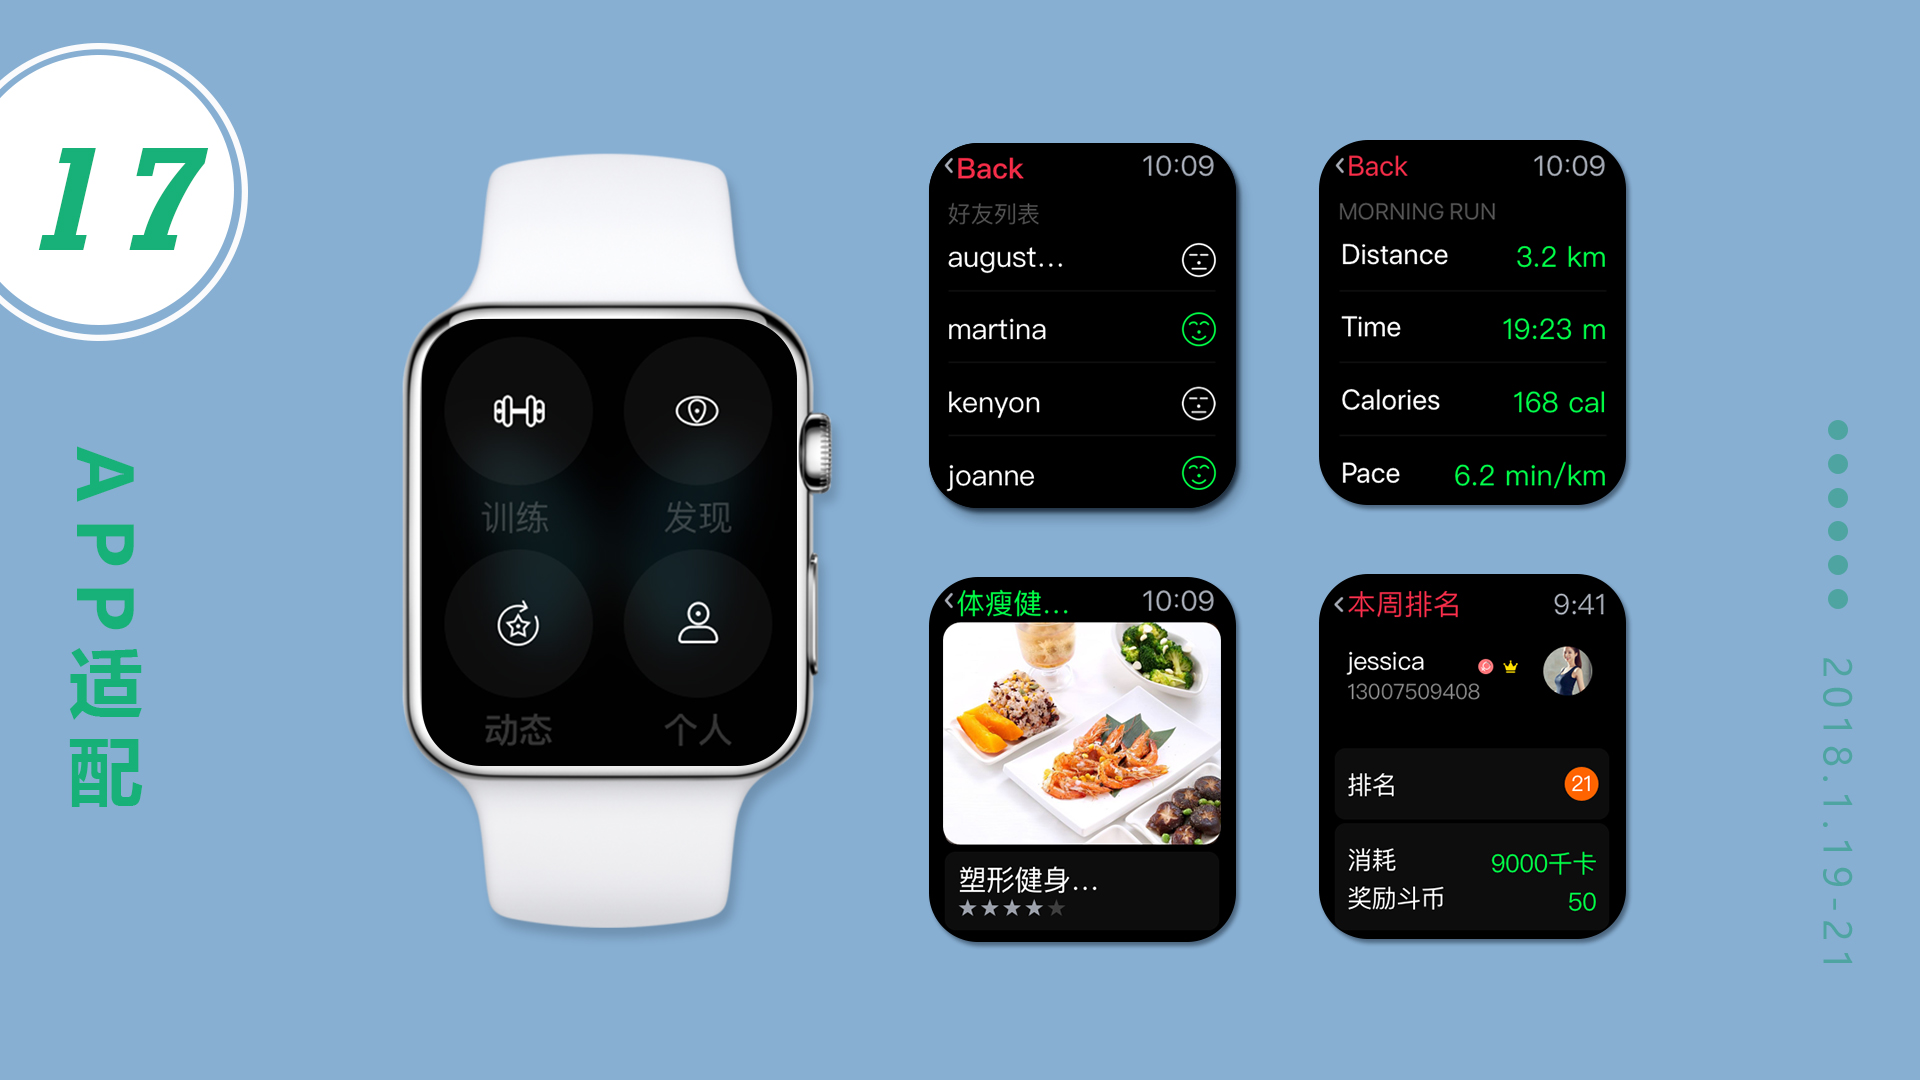 17
APP适配
训练
发现
动态
个人
Back 10:09
好友列表
august...
martina
kenyon
joanne
Back 10:09
MORNING RUN
Distance 3.2 km
Time 19:23 m
Calories 168 cal
Pace 6.2 min/km
体瘦健... 10:09
塑形健身...
本周排名 9:41
jessica
13007509408
排名 21
消耗 9000千卡
奖励斗币 50
2018.1.19-21